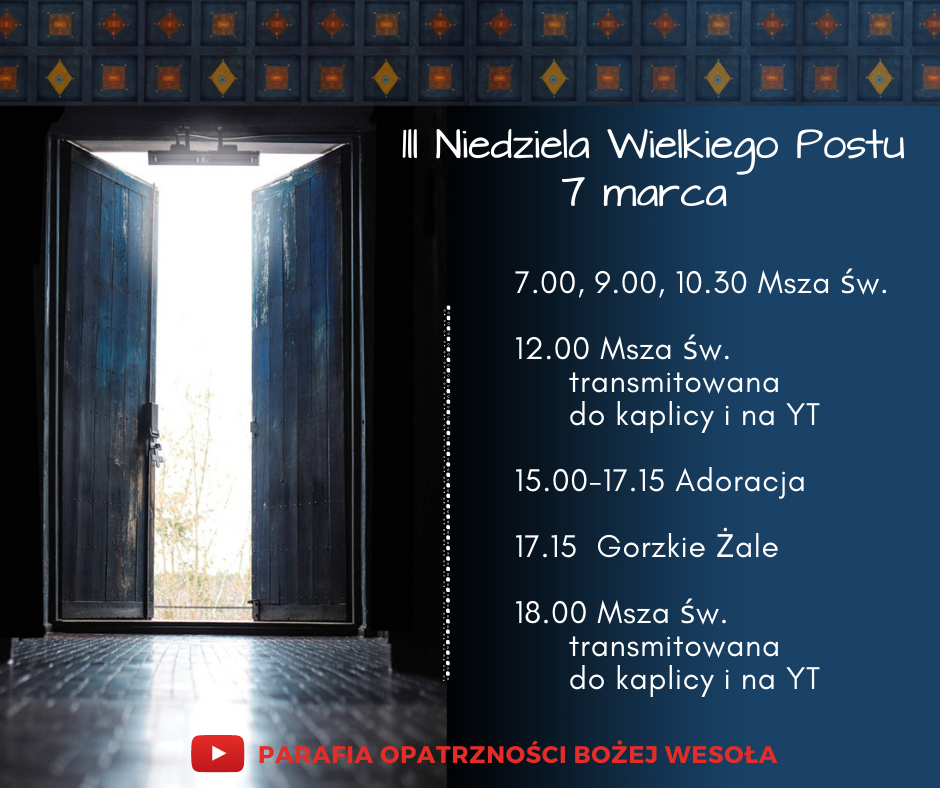 III Niedziela Wielkiego Postu
7 marca
7.00, 9.00, 10.30 Msza św.
12.00 Msza św.
transmitowana
do kaplicy i na YT
15.00-17.15 Adoracja
17.15 Gorzkie Żale
18.00 Msza św.
transmitowana
do kaplicy i na YT
PARAFIA OPATRZNOŚCI BOŻEJ WESOŁA